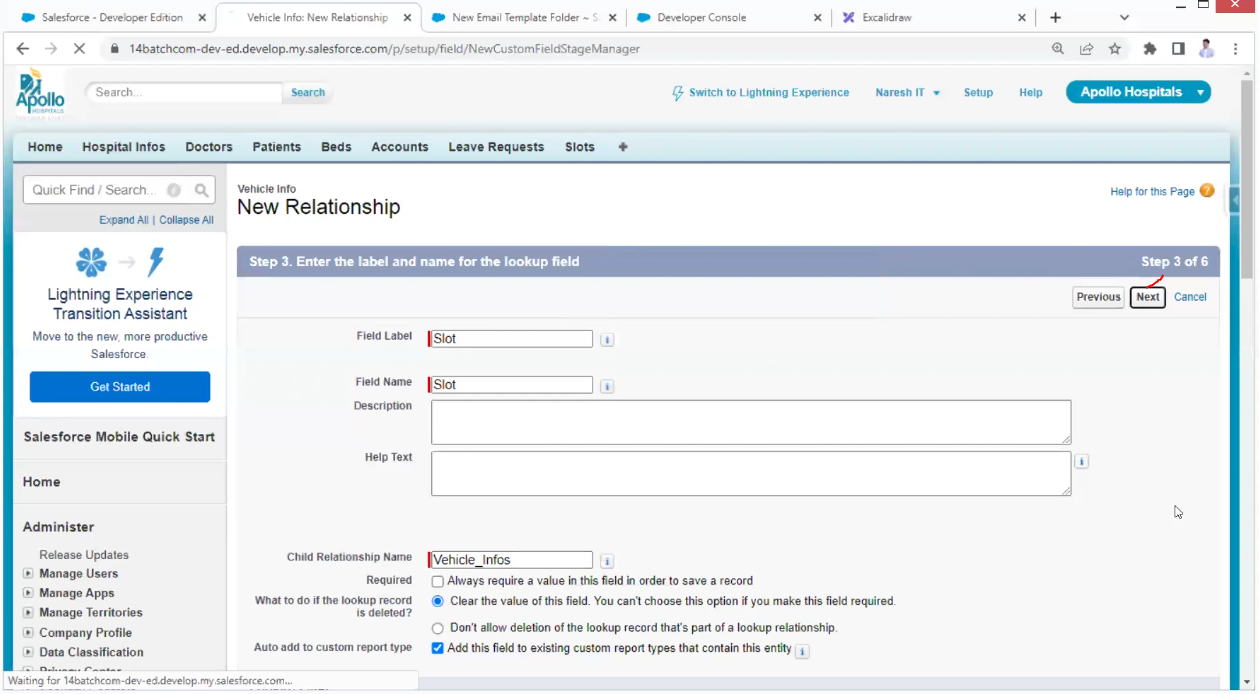 Salesforce - Developer Edition
Vehicle Info: New Relationship
New Email Template Folder ~ S
Developer Console
Excalidraw
14batchcom-dev-ed.develop.my.salesforce.com/p/setup/field/NewCustomFieldStageManager
Apollo
HOSPITALS
Search...
Search
Switch to Lightning Experience
Naresh IT
Setup
Help
Apollo Hospitals
Home
Hospital Infos
Doctors
Patients
Beds
Accounts
Leave Requests
Slots
Quick Find / Search...
Expand All | Collapse All
Lightning Experience
Transition Assistant
Move to the new, more productive
Salesforce.
Get Started
Salesforce Mobile Quick Start
Home
Administer
Release Updates
Manage Users
Manage Apps
Manage Territories
Company Profile
Data Classification
Privacy Center
Vehicle Info
New Relationship
Help for this Page
Step 3. Enter the label and name for the lookup field
Step 3 of 6
Previous
Next
Cancel
Field Label
Slot
Field Name
Slot
Description
Help Text
Child Relationship Name
Vehicle_Infos
Required
Always require a value in this field in order to save a record
What to do if the lookup record
is deleted?
Clear the value of this field. You can't choose this option if you make this field required.
Don't allow deletion of the lookup record that's part of a lookup relationship.
Auto add to custom report type
Add this field to existing custom report types that contain this entity
Waiting for 14batchcom-dev-ed.develop.my.salesforce.com...